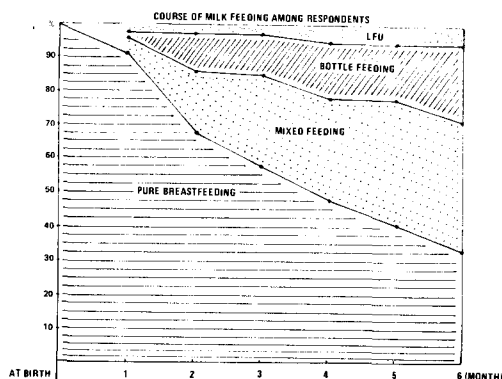 COURSE OF MILK FEEDING AMONG RESPONDENTS
%
LFU
90
BOTTLE FEEDING
80
MIXED FEEDING
70
60
50
PURE BREASTFEEDING
40
30
20
10
AT BIRTH 1 2 3 4 5 6 (MONTH)